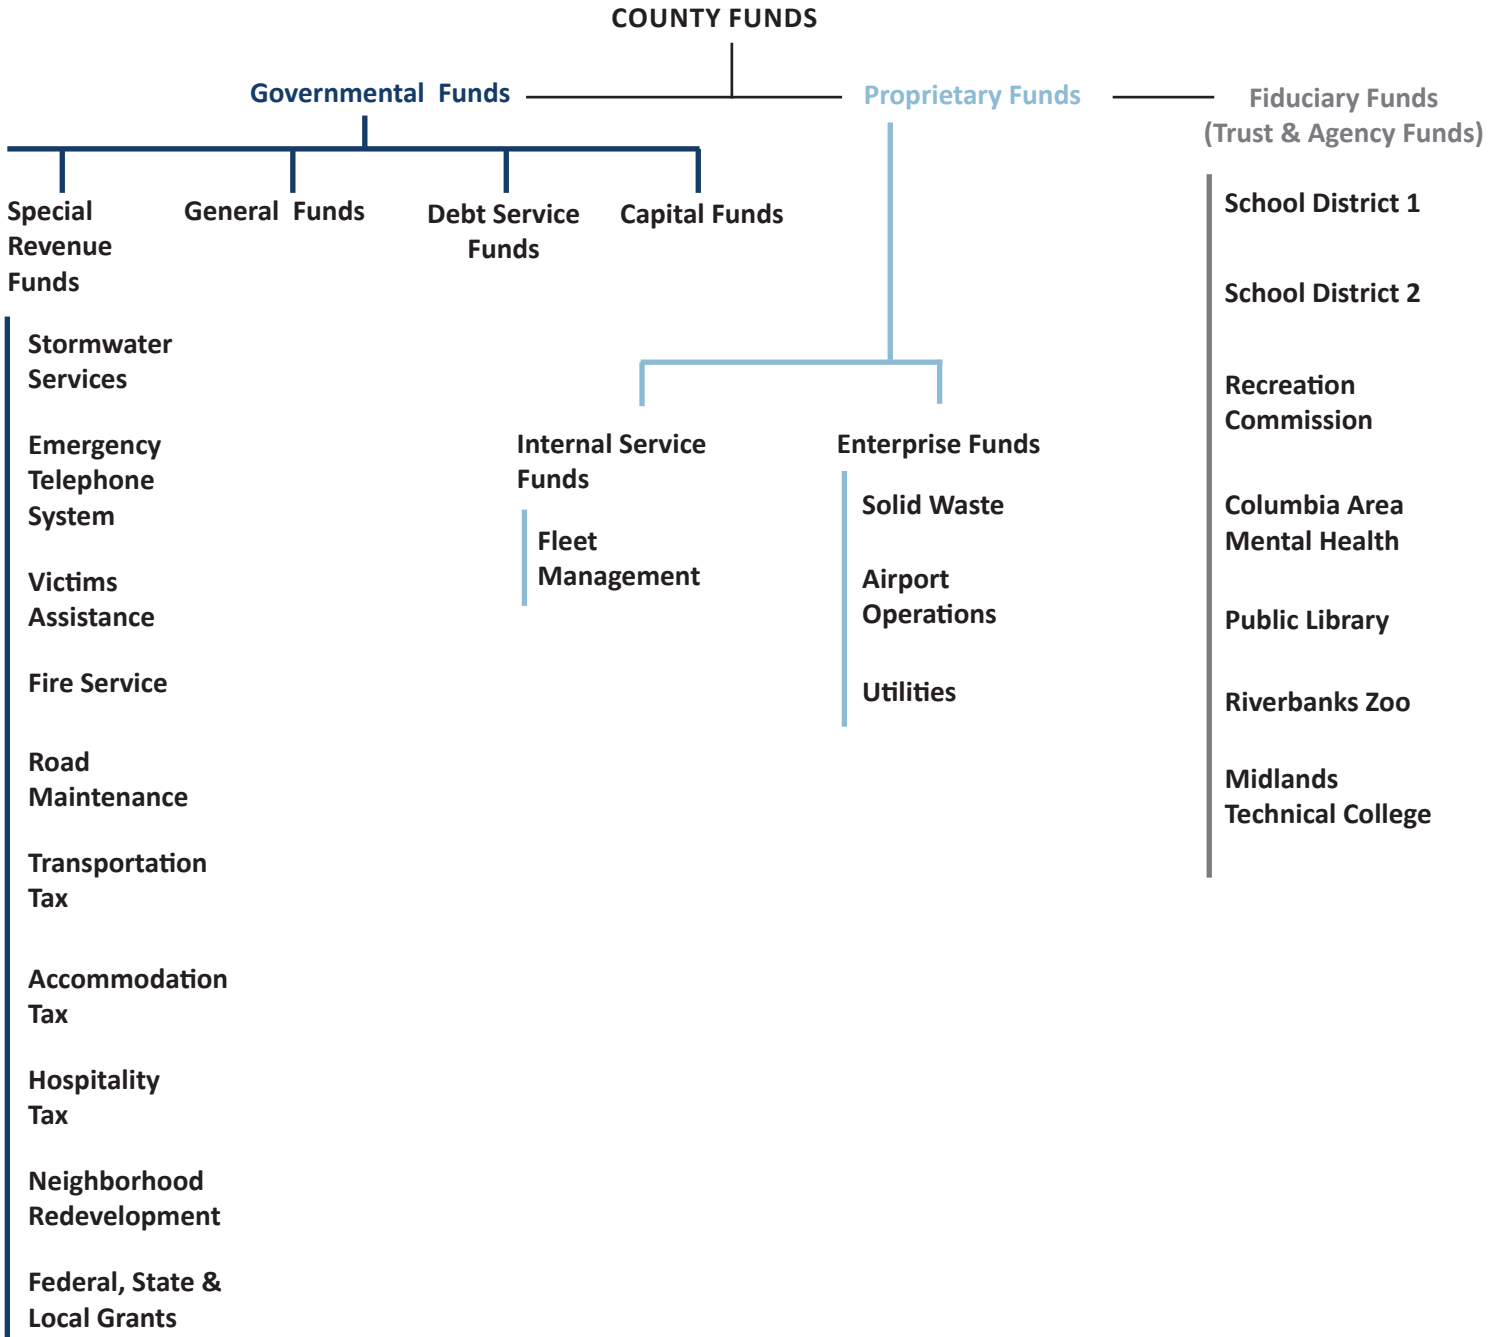 COUNTY FUNDS
Governmental Funds
Proprietary Funds
Fiduciary Funds
(Trust & Agency Funds)
Special
Revenue
Funds
General Funds
Debt Service
Funds
Capital Funds
Stormwater
Services
Emergency
Telephone
System
Victims
Assistance
Fire Service
Road
Maintenance
Transportation
Tax
Accommodation
Tax
Hospitality
Tax
Neighborhood
Redevelopment
Federal, State &
Local Grants
Internal Service
Funds
Fleet
Management
Enterprise Funds
Solid Waste
Airport
Operations
Utilities
School District 1
School District 2
Recreation
Commission
Columbia Area
Mental Health
Public Library
Riverbanks Zoo
Midlands
Technical College